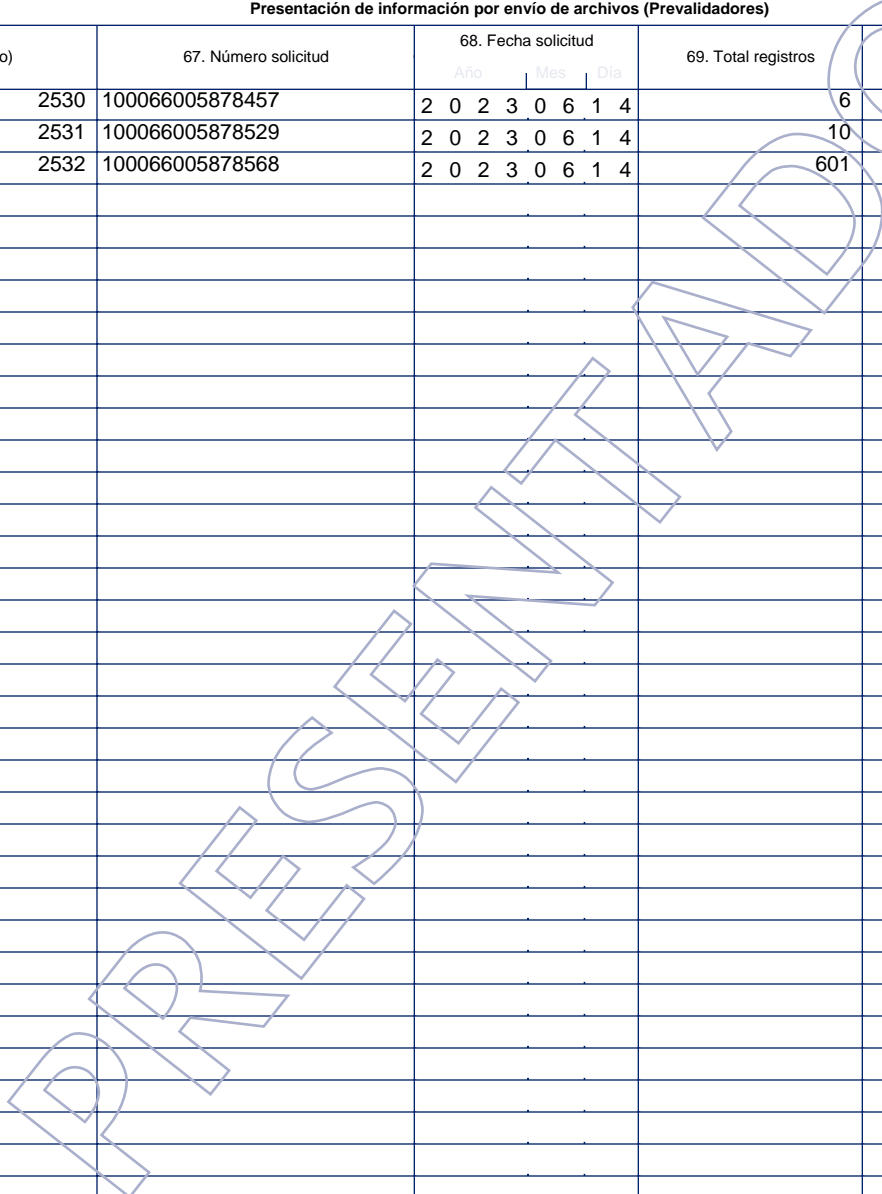 Presentación de información por envío de archivos (Prevalidadores)
o) 67. Número solicitud 68. Fecha solicitud 69. Total registros
Año Mes Día
2530 100066005878457 2 0 2 3 0 6 1 4 6
2531 100066005878529 2 0 2 3 0 6 1 4 10
2532 100066005878568 2 0 2 3 0 6 1 4 601
PRESENTADO